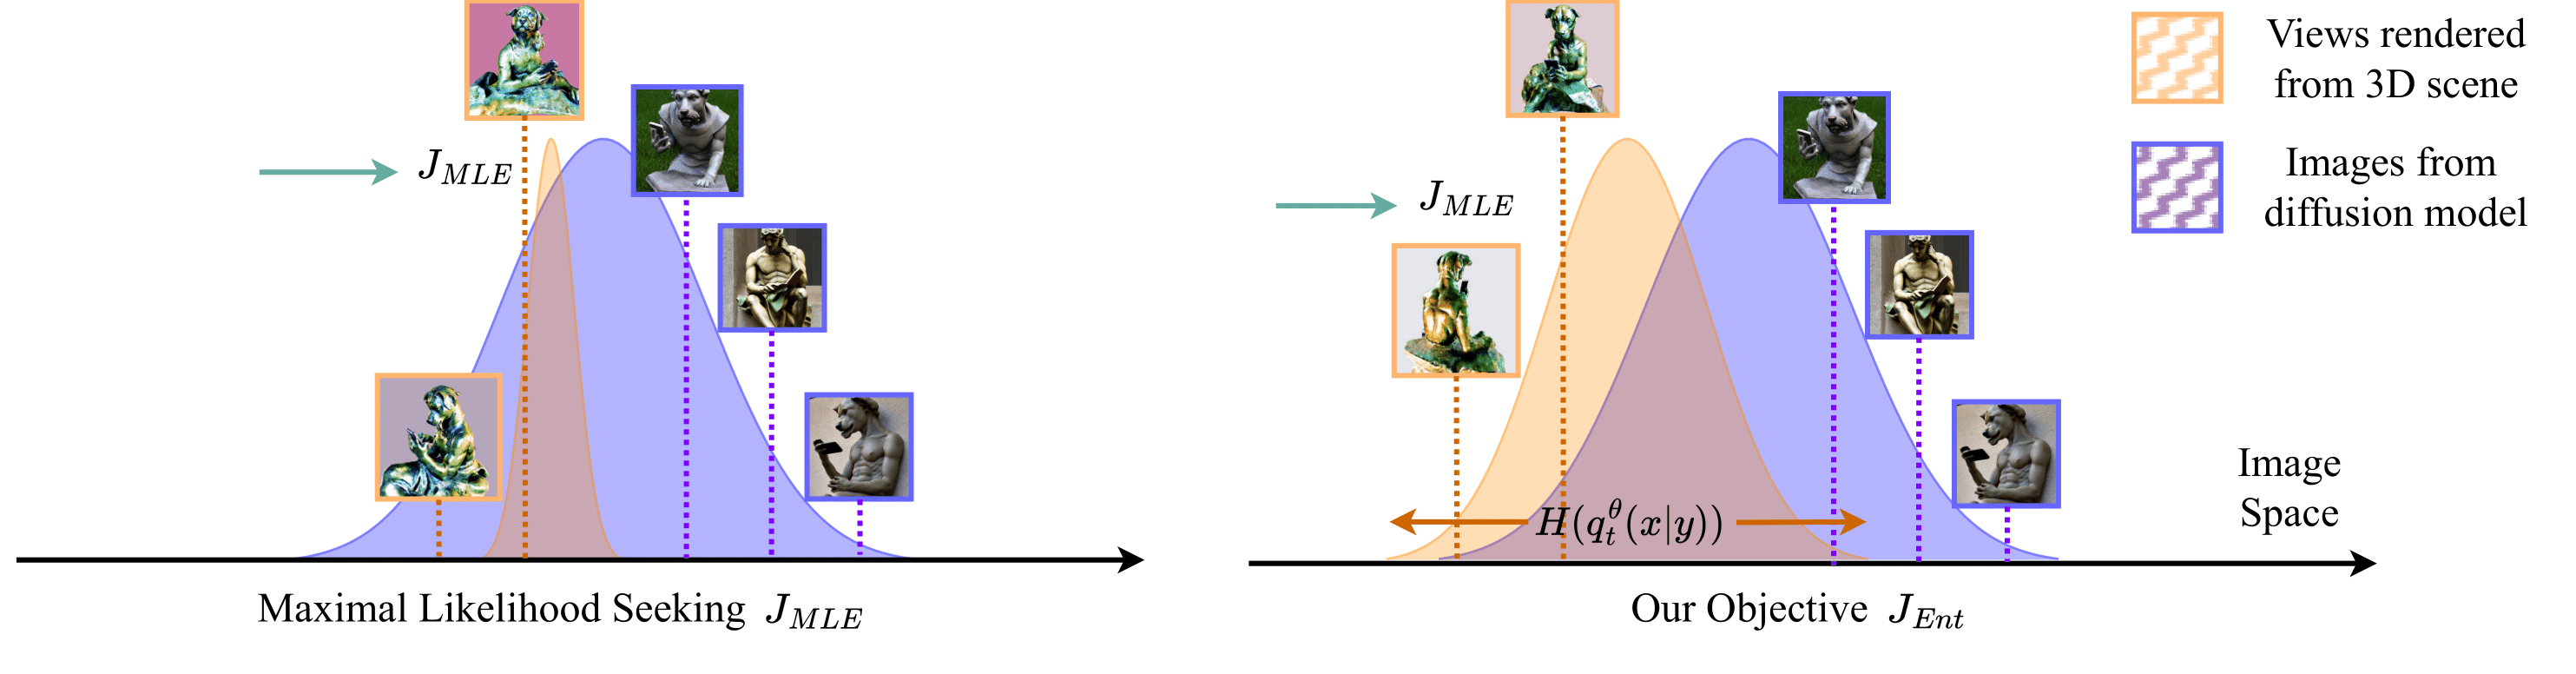 J_{MLE}
Maximal Likelihood Seeking J_{MLE}
J_{MLE}
H(q_t^θ(x|y))
Our Objective J_{Ent}
Views rendered
from 3D scene
Images from
diffusion model
Image
Space